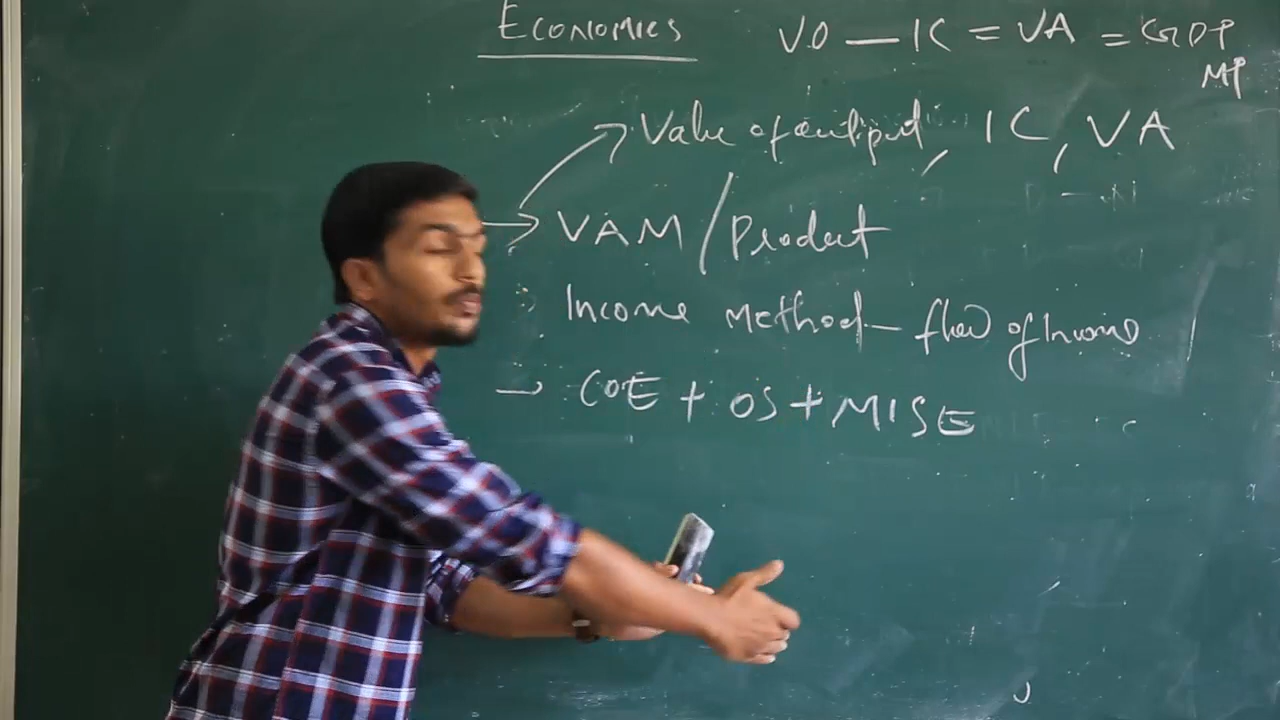 Economics
VO — IC = VA = GDP
MP
Value of output, IC, VA
→ VAM / Product
Income Method — flow of Income
→ COE + OS + MISE